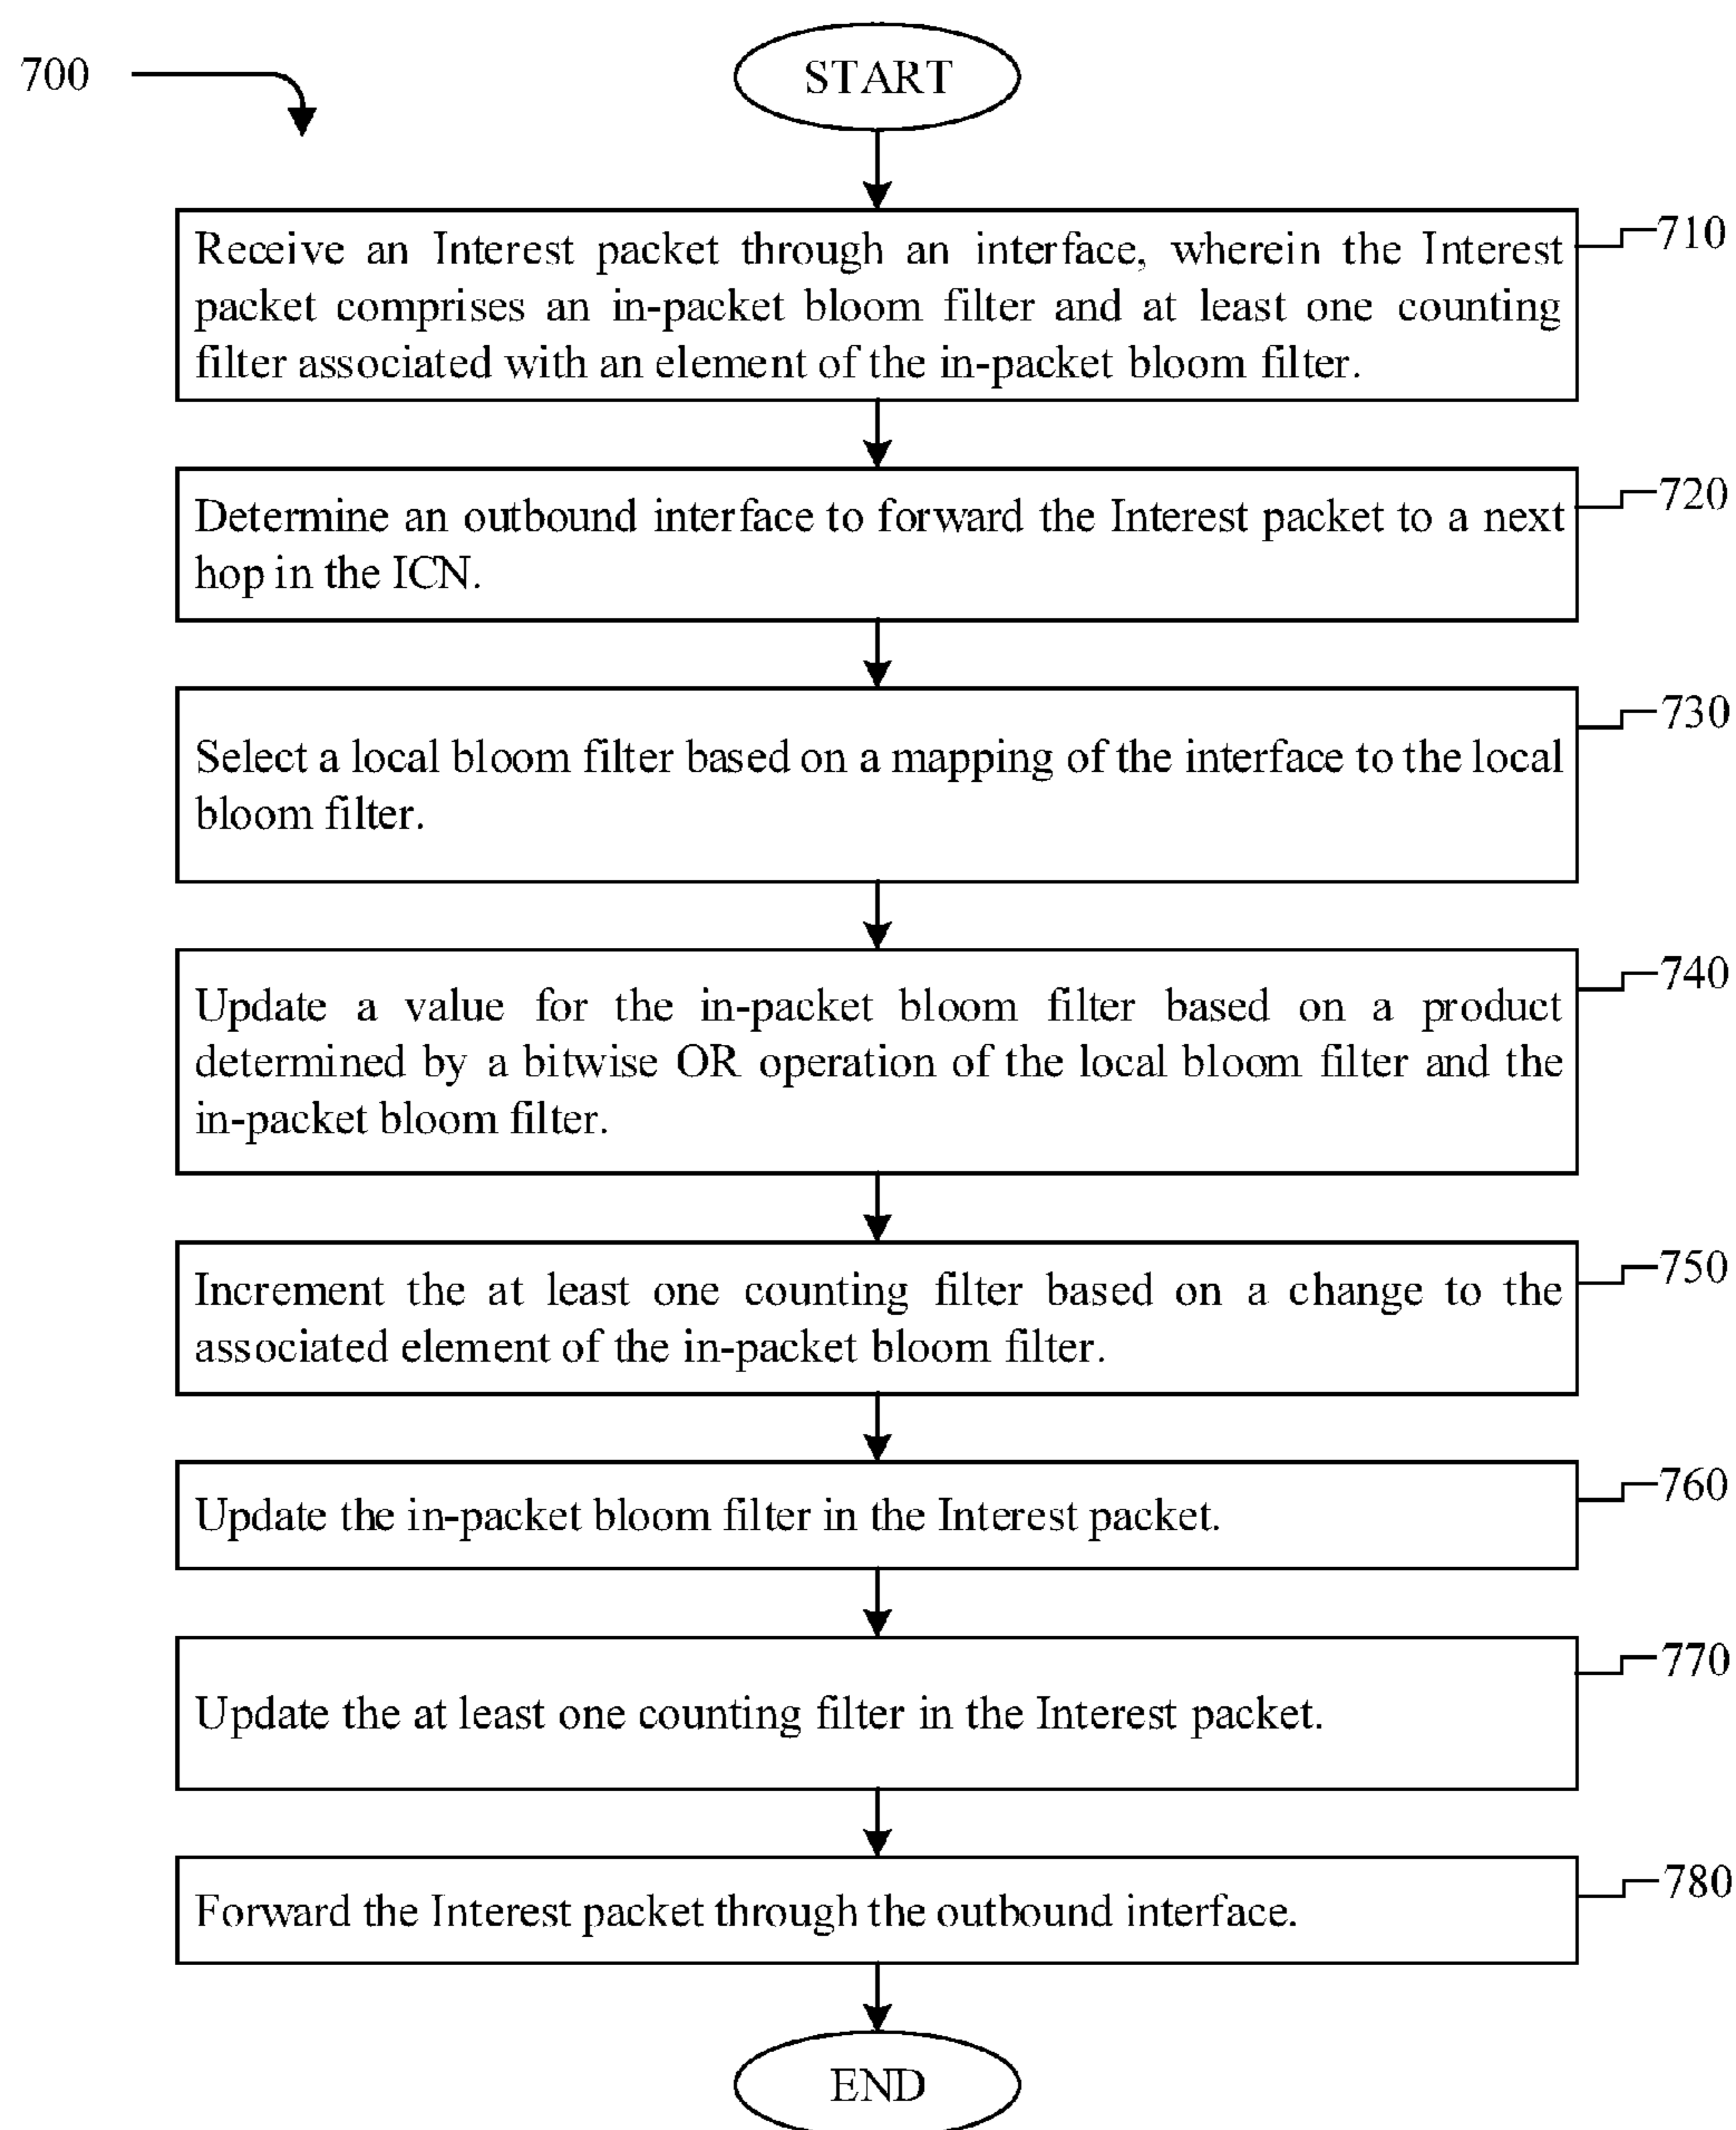 700
START
Receive an Interest packet through an interface, wherein the Interest
packet comprises an in-packet bloom filter and at least one counting
filter associated with an element of the in-packet bloom filter.
710
Determine an outbound interface to forward the Interest packet to a next
hop in the ICN.
720
Select a local bloom filter based on a mapping of the interface to the local
bloom filter.
730
Update a value for the in-packet bloom filter based on a product
determined by a bitwise OR operation of the local bloom filter and the
in-packet bloom filter.
740
Increment the at least one counting filter based on a change to the
associated element of the in-packet bloom filter.
750
Update the in-packet bloom filter in the Interest packet.
760
Update the at least one counting filter in the Interest packet.
770
Forward the Interest packet through the outbound interface.
780
END